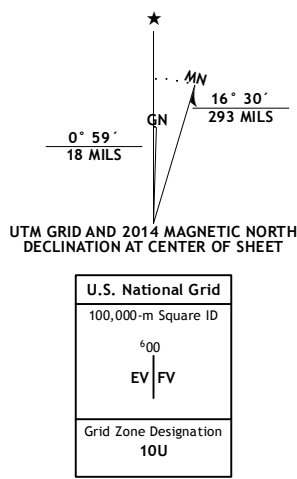 ★
MN
16° 30´
293 MILS
GN
0° 59´
18 MILS
UTM GRID AND 2014 MAGNETIC NORTH
DECLINATION AT CENTER OF SHEET
U.S. National Grid
100,000-m Square ID
⁶00
EV FV
Grid Zone Designation
10U